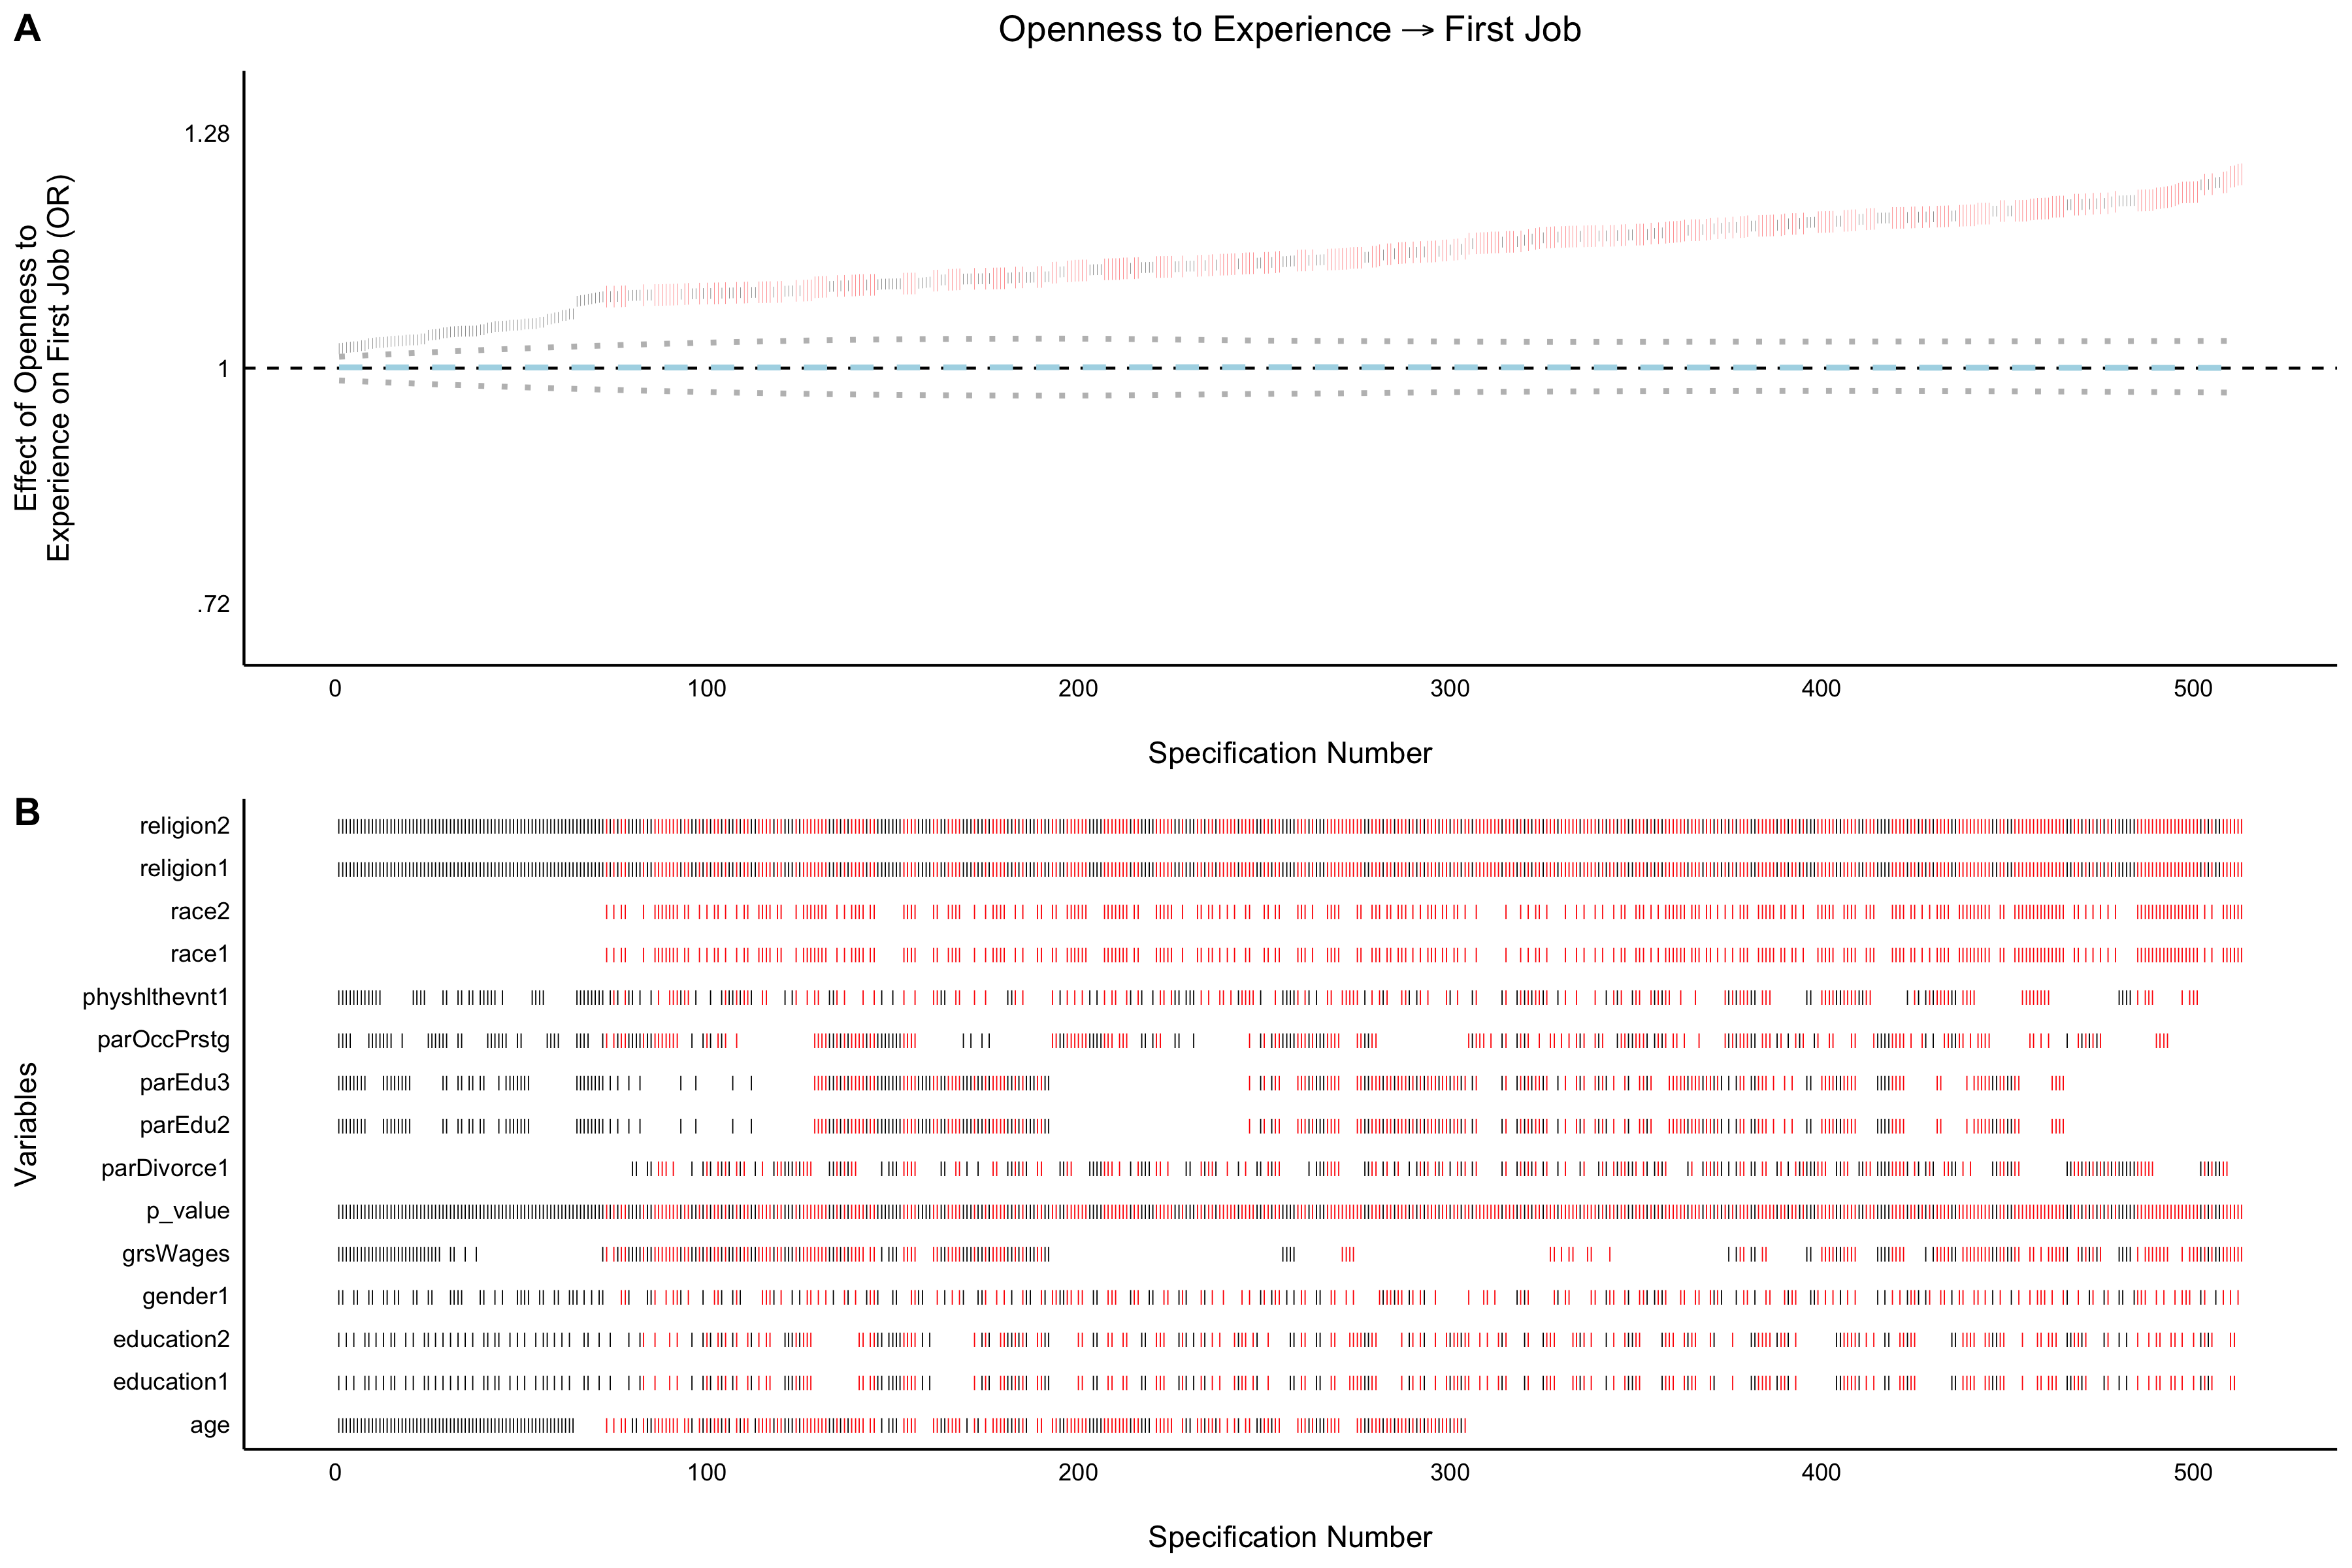 A
Openness to Experience → First Job
Effect of Openness to
Experience on First Job (OR)
1.28
1
.72
0 100 200 300 400 500
Specification Number
B
Variables
religion2
religion1
race2
race1
physhlthevnt1
parOccPrstg
parEdu3
parEdu2
parDivorce1
p_value
grsWages
gender1
education2
education1
age
0 100 200 300 400 500
Specification Number